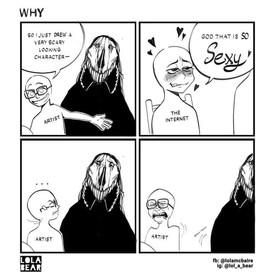 WHY
SO I JUST DREW A
VERY SCARY
LOOKING
CHARACTER—
ARTIST
GOD THAT IS SO
Sexy
THE
INTERNET
...
ARTIST
ARTIST
LOLA
BEAR
fb: @lolamcbaire
ig: @lol_a_bear